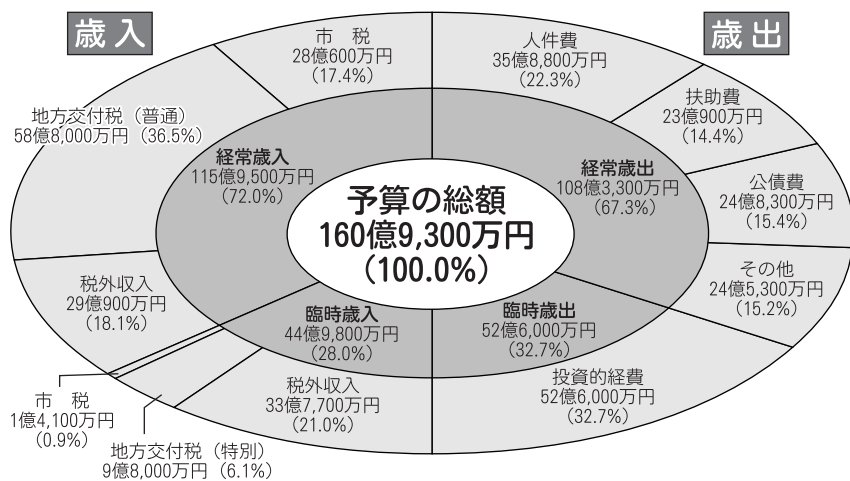 歳入
歳出
市 税
28億600万円
(17.4%)
人件費
35億8,800万円
(22.3%)
地方交付税（普通）
58億8,000万円（36.5%）
扶助費
23億900万円
(14.4%)
経常歳入
115億9,500万円
(72.0%)
経常歳出
108億3,300万円
(67.3%)
公債費
24億8,300万円
(15.4%)
予算の総額
160億9,300万円
(100.0%)
税外収入
29億900万円
(18.1%)
その他
24億5,300万円
(15.2%)
臨時歳入
44億9,800万円
(28.0%)
臨時歳出
52億6,000万円
(32.7%)
税外収入
33億7,700万円
(21.0%)
投資的経費
52億6,000万円
(32.7%)
市 税
1億4,100万円
(0.9%)
地方交付税（特別）
9億8,000万円（6.1%）